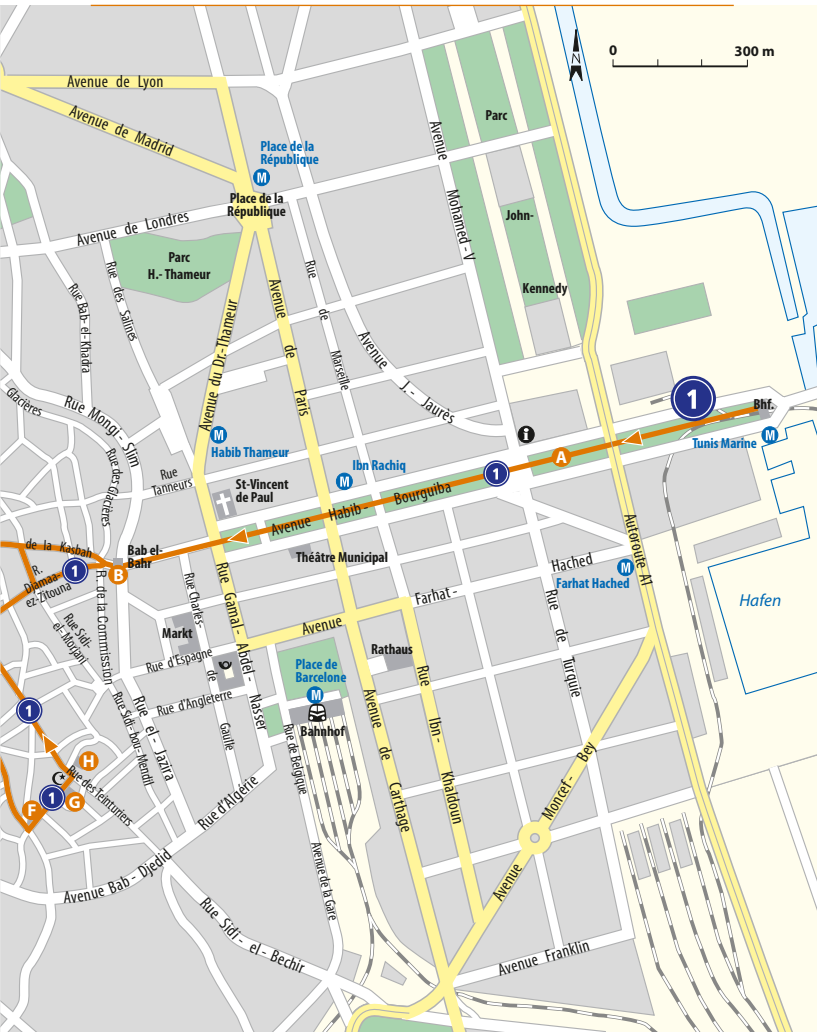 0 300 m
N
Avenue de Lyon
Avenue de Madrid
Parc
Place de la
République
M
Place de la
République
Avenue
Mohamed-V
Avenue de Londres
John-
Parc
H.- Thameur
Kennedy
Rue des Salines
Rue Bab-el-Khadra
Rue de Marseille
Avenue de Paris
Avenue du Dr.-Thameur
Avenue J.- Jaurès
Glacières
Rue Mongi-Slim
1
Bhf.
M
Habib Thameur
i
Tunis Marine
M
A
Rue des Glacières
Rue
Tanneurs
Ibn Rachiq
M
1
St-Vincent
de Paul
Avenue Habib- Bourguiba
Autoroute A1
de la Kasbah
Bab el-
Bahr
Théâtre Municipal
Hached
M
Farhat Hached
1
B
R.
Djamaa
ez-Zitouna
R. de la Commission
Rue Charles-
de
Gaulle
Rue Gamal- Abdel- Nasser
Avenue
Farhat-
Hafen
Rue Sidi-
el-Morjani
Markt
Rue de Turquie
Rathaus
Rue d'Espagne
Place de
Barcelone
M
Rue Ibn- Khaldoun
Rue d'Angleterre
Rue el- Jazira
Rue Sidi-bou-Mendil
1
Bahnhof
Avenue de Carthage
Rue de Belgique
Avenue Moncef- Bey
H
Rue des Teinturiers
F
1
G
Rue d'Algérie
Avenue de la Gare
Avenue Bab- Djedid
Rue Sidi- el-Bechir
Avenue Franklin